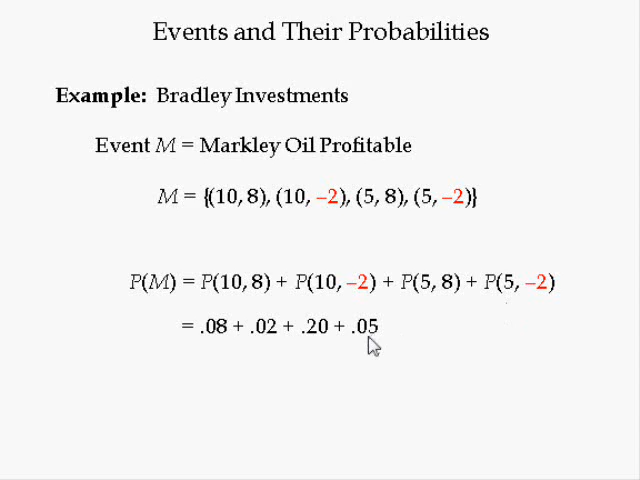 Events and Their Probabilities
Example: Bradley Investments
Event M = Markley Oil Profitable
M = {(10, 8), (10, –2), (5, 8), (5, –2)}
P(M) = P(10, 8) + P(10, –2) + P(5, 8) + P(5, –2)
= .08 + .02 + .20 + .05